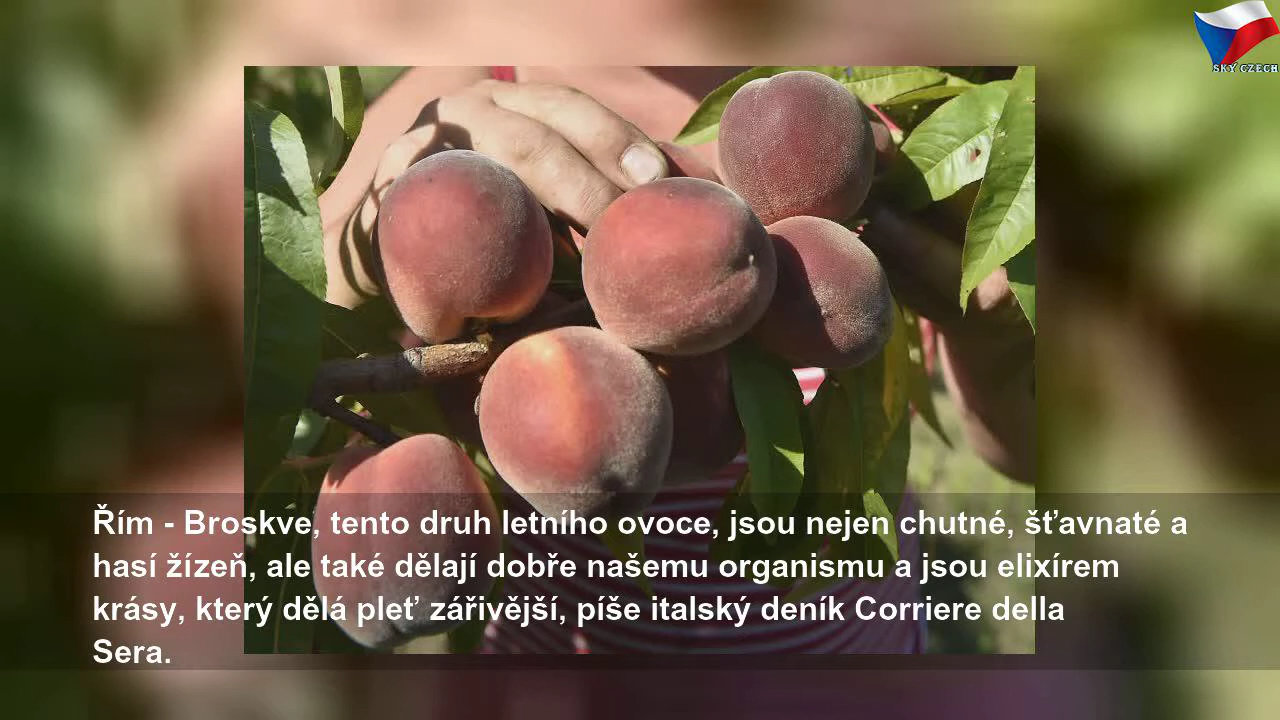 SKY CZECH
Řím - Broskve, tento druh letního ovoce, jsou nejen chutné, šťavnaté a
hasí žízeň, ale také dělají dobře našemu organismu a jsou elixírem
krásy, který dělá pleť zářivější, píše italský deník Corriere della
Sera.